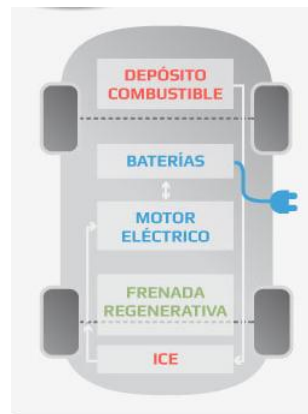 DEPÓSITO
COMBUSTIBLE
BATERÍAS
MOTOR
ELÉCTRICO
FRENADA
REGENERATIVA
ICE